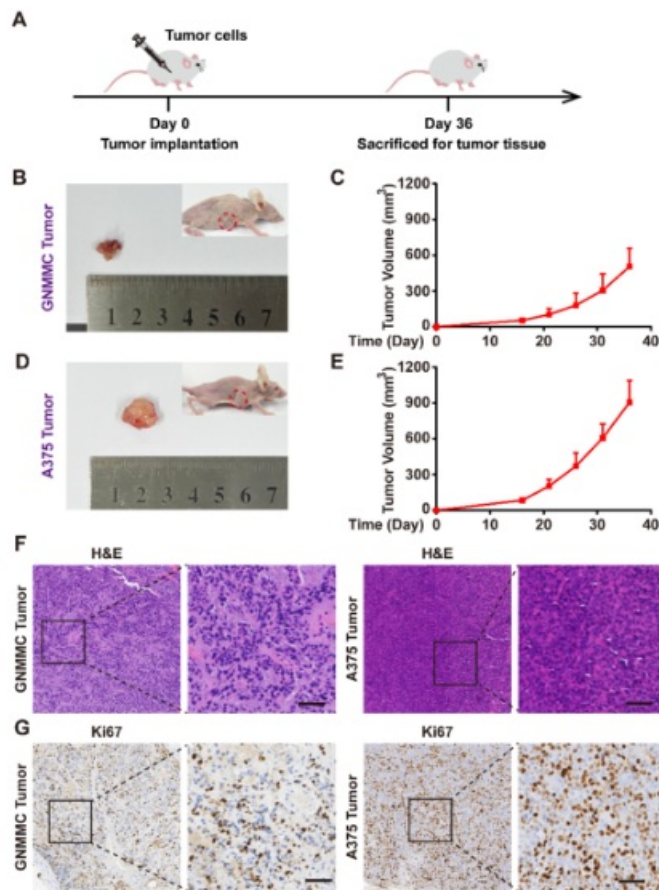 A
Tumor cells
Day 0
Tumor implantation
Day 36
Sacrificed for tumor tissue
B
GNMMC Tumor
1 2 3 4 5 6 7
C
Tumor Volume (mm³)
1200
900
600
300
0
0 10 20 30 40
Time (Day)
D
A375 Tumor
1 2 3 4 5 6 7
E
Tumor Volume (mm³)
1200
900
600
300
0
0 10 20 30 40
Time (Day)
F
H&E
GNMMC Tumor
H&E
A375 Tumor
G
Ki67
GNMMC Tumor
Ki67
A375 Tumor